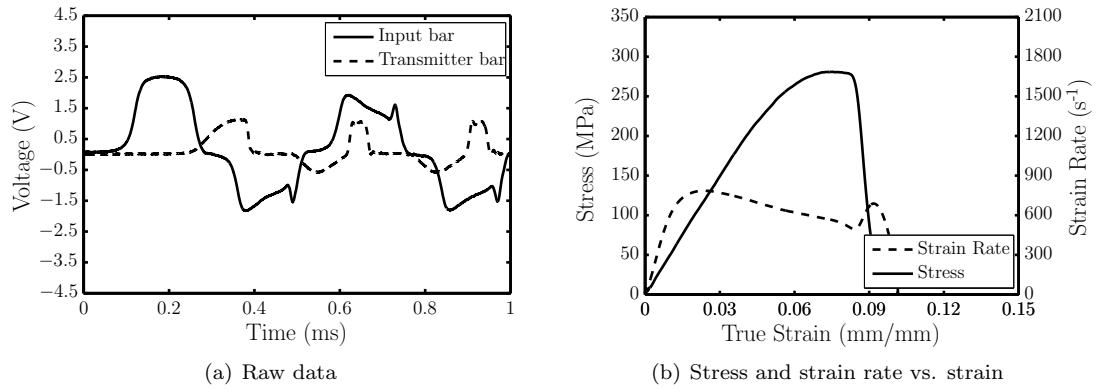 4.5
3.5
2.5
1.5
0.5
−0.5
−1.5
−2.5
−3.5
−4.5
Voltage (V)
Input bar
Transmitter bar
0 0.2 0.4 0.6 0.8 1
Time (ms)
(a) Raw data
350
300
250
200
150
100
50
0
Stress (MPa)
2100
1800
1500
1200
900
600
300
0
Strain Rate (s-1)
Strain Rate
Stress
0 0.03 0.06 0.09 0.12 0.15
True Strain (mm/mm)
(b) Stress and strain rate vs. strain